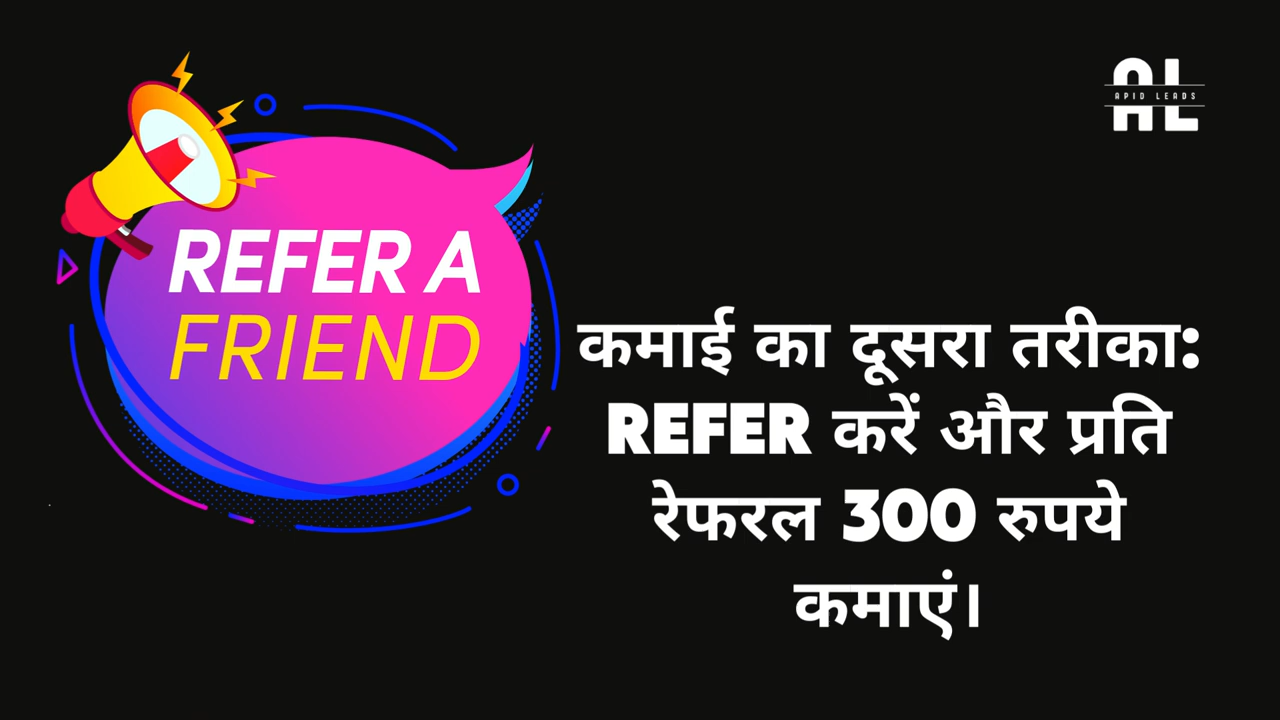 AL
APID LEADS
REFER A
FRIEND
कमाई का दूसरा तरीका:
REFER करें और प्रति
रेफरल 300 रुपये
कमाएं।